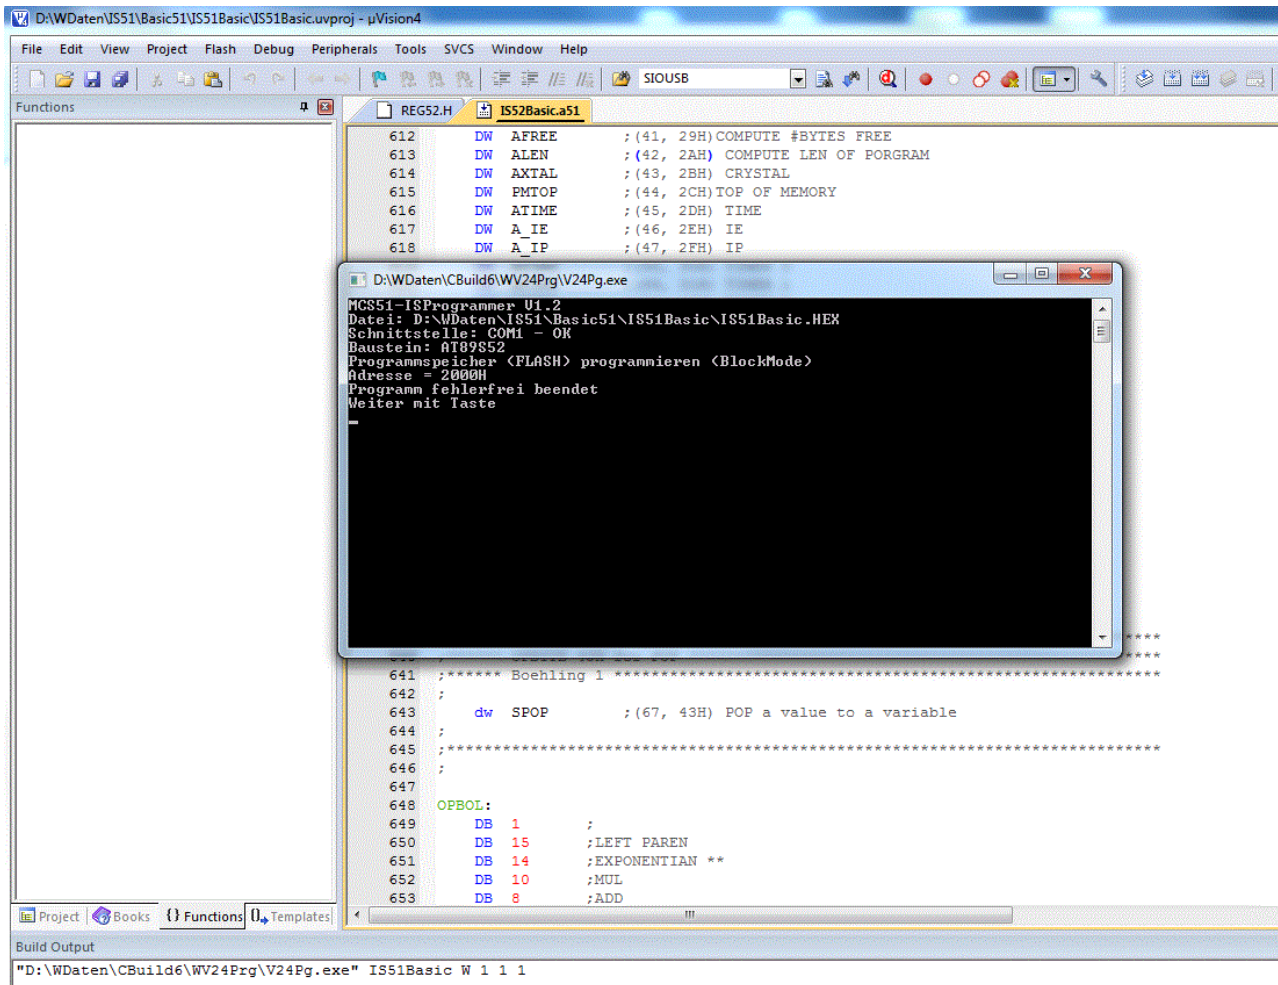 D:\WDaten\IS51\Basic51\IS51Basic\IS51Basic.uvproj - µVision4
File Edit View Project Flash Debug Peripherals Tools SVCS Window Help
SIOUSB
Functions
REG52.H IS52Basic.a51
612 DW AFREE ;(41, 29H)COMPUTE #BYTES FREE
613 DW ALEN ;(42, 2AH) COMPUTE LEN OF PORGRAM
614 DW AXTAL ;(43, 2BH) CRYSTAL
615 DW PMTOP ;(44, 2CH)TOP OF MEMORY
616 DW ATIME ;(45, 2DH) TIME
617 DW A_IE ;(46, 2EH) IE
618 DW A_IP ;(47, 2FH) IP
D:\WDaten\CBuild6\WV24Prg\V24Pg.exe
MCS51-ISProgrammer V1.2
Datei: D:\WDaten\IS51\Basic51\IS51Basic\IS51Basic.HEX
Schnittstelle: COM1 - OK
Baustein: AT89S52
Programmspeicher (FLASH) programmieren (BlockMode)
Adresse = 2000H
Programm fehlerfrei beendet
Weiter mit Taste
****
****
641 ;****** Boehling 1 ***********************************************************
642 ;
643 dw SPOP ;(67, 43H) POP a value to a variable
644 ;
645 ;*****************************************************************************
646 ;
647
648 OPBOL:
649 DB 1 ;
650 DB 15 ;LEFT PAREN
651 DB 14 ;EXPONENTIAN **
652 DB 10 ;MUL
653 DB 8 ;ADD
Project Books {} Functions 0→ Templates
Build Output
"D:\WDaten\CBuild6\WV24Prg\V24Pg.exe" IS51Basic W 1 1 1